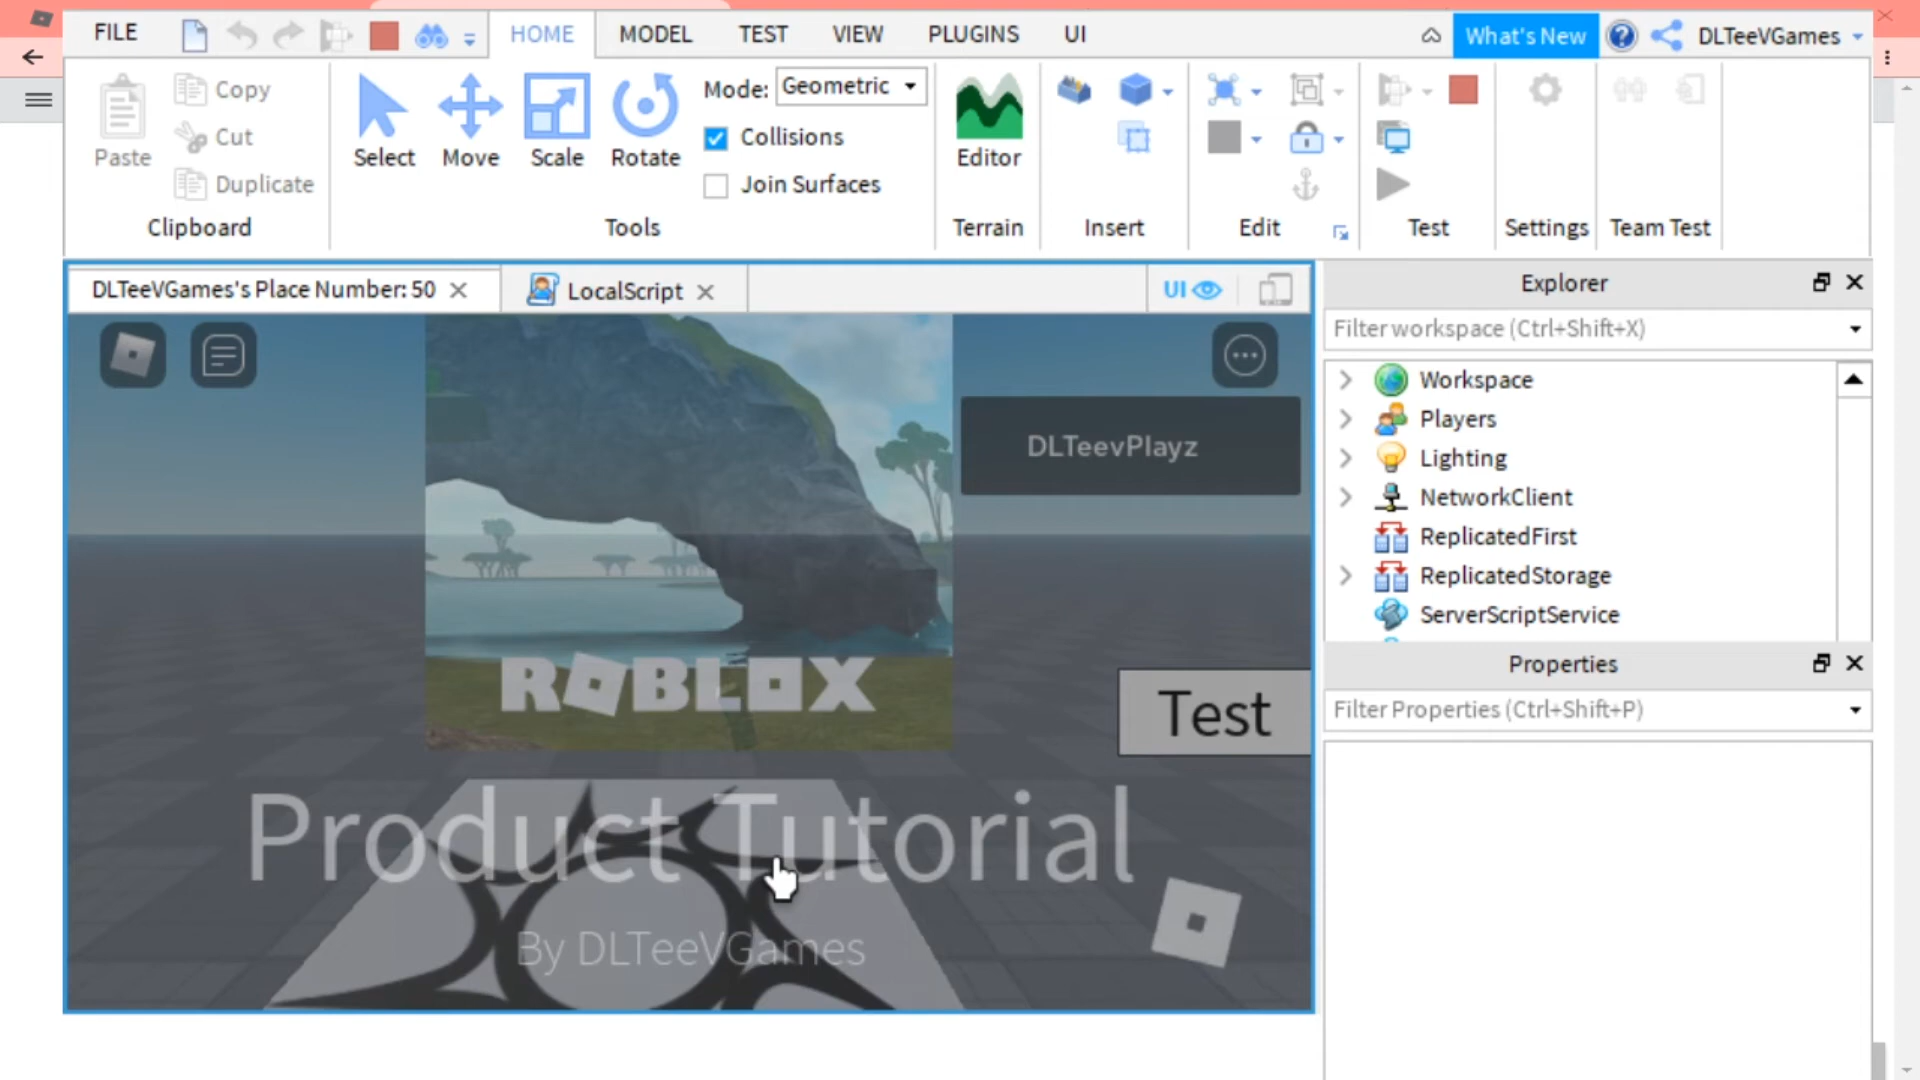 FILE
HOME
MODEL
TEST
VIEW
PLUGINS
UI
What's New
DLTeeVGames
Paste
Copy
Cut
Duplicate
Clipboard
Select
Move
Scale
Rotate
Mode: Geometric
Collisions
Join Surfaces
Tools
Editor
Terrain
Insert
Edit
Test
Settings
Team Test
DLTeeVGames's Place Number: 50
LocalScript
UI
Explorer
Filter workspace (Ctrl+Shift+X)
Workspace
Players
Lighting
NetworkClient
ReplicatedFirst
ReplicatedStorage
ServerScriptService
Properties
Filter Properties (Ctrl+Shift+P)
DLTeevPlayz
ROBLOX
Test
Product Tutorial
By DLTeeVGames